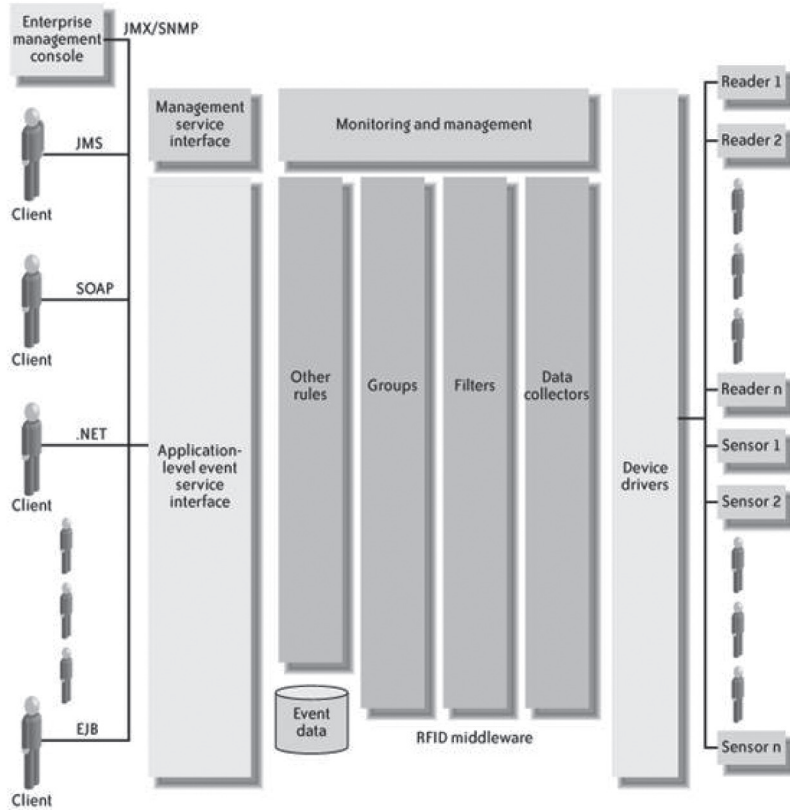 Enterprise
management
console
JMX/SNMP
JMS
Client
SOAP
Client
.NET
Client
EJB
Client
Management
service
interface
Application-
level event
service
interface
Monitoring and management
Other
rules
Groups
Filters
Data
collectors
Event
data
RFID middleware
Device
drivers
Reader 1
Reader 2
Reader n
Sensor 1
Sensor 2
Sensor n